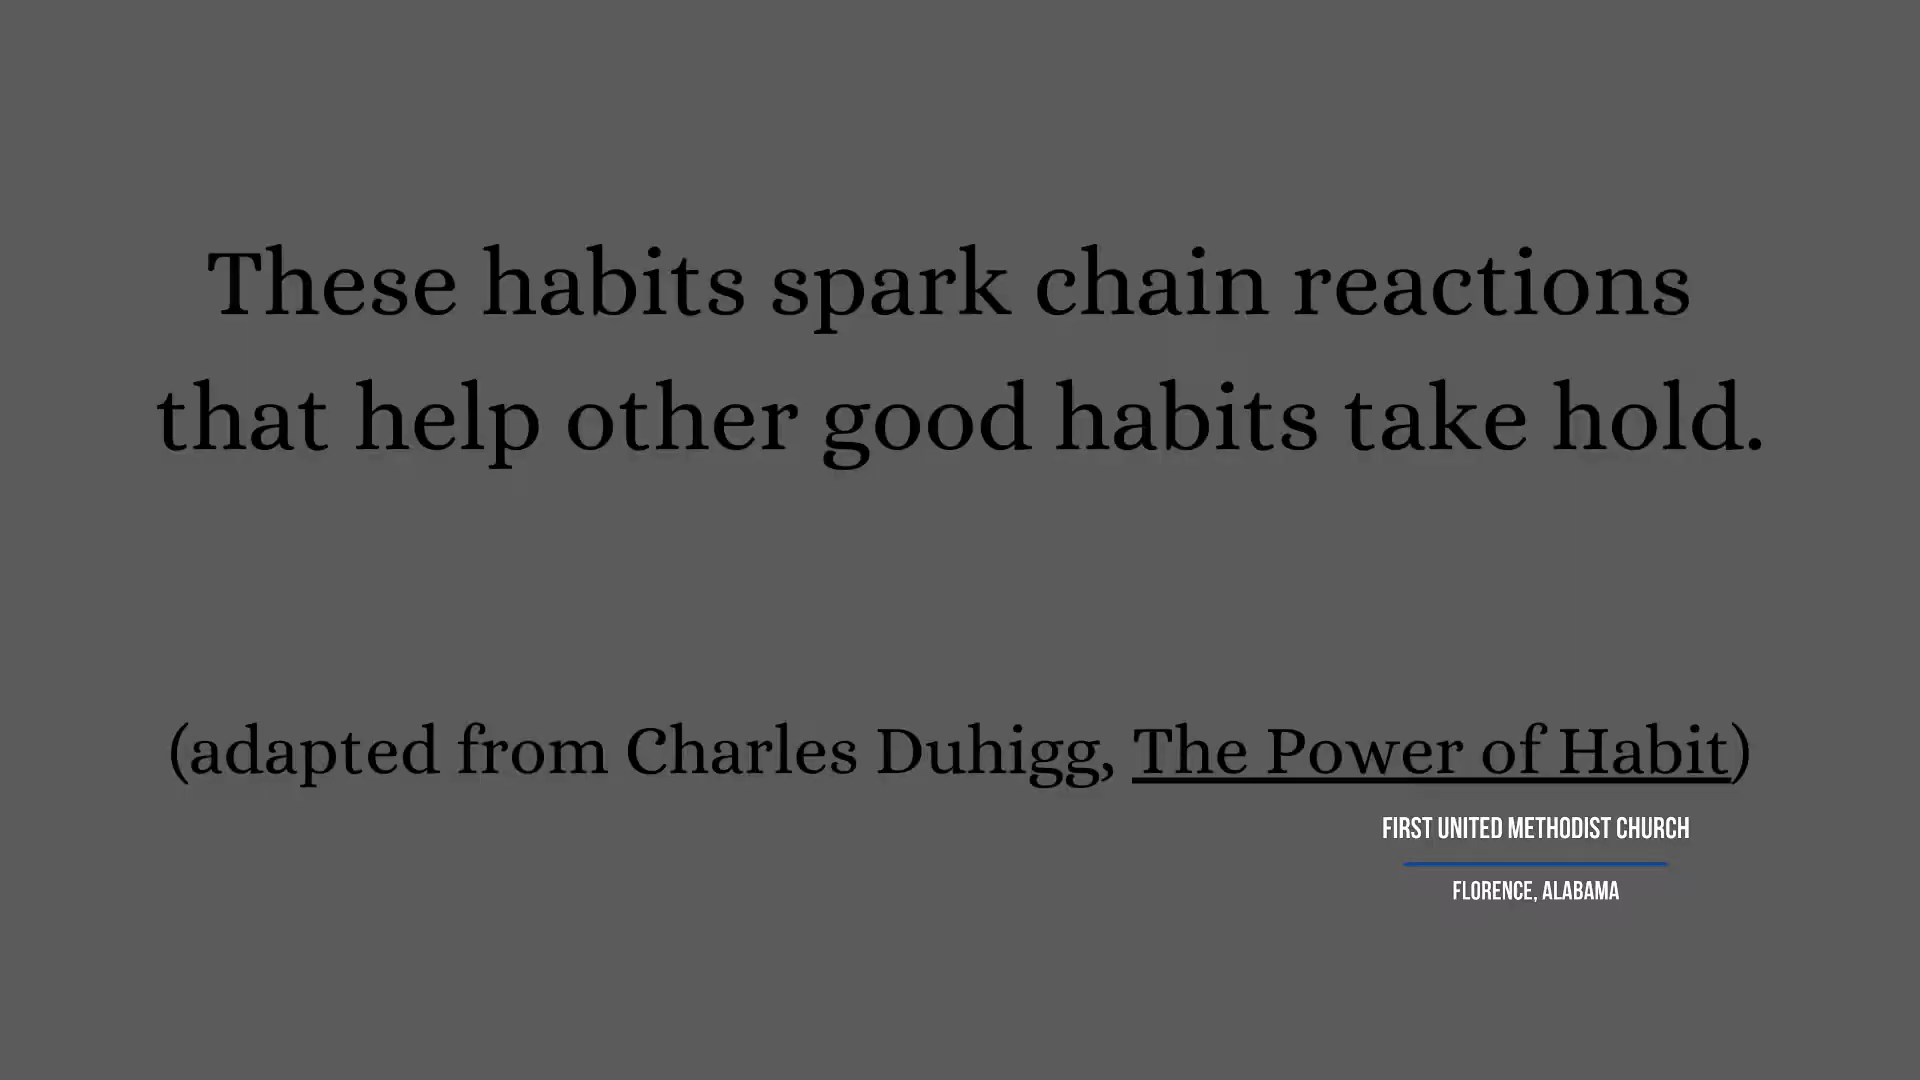 These habits spark chain reactions
that help other good habits take hold.
(adapted from Charles Duhigg, The Power of Habit)
FIRST UNITED METHODIST CHURCH
FLORENCE, ALABAMA